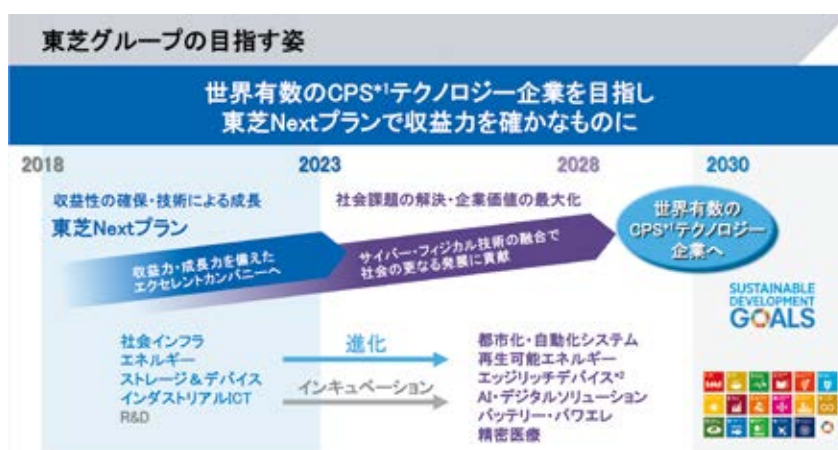 東芝グループの目指す姿
世界有数のCPS*1テクノロジー企業を目指し
東芝Nextプランで収益力を確かなものに
2018
2023
2028
2030
収益性の確保・技術による成長
東芝Nextプラン
社会課題の解決・企業価値の最大化
収益力・成長力を備えた
エクセレントカンパニーへ
サイバー・フィジカル技術の融合で
社会の更なる発展に貢献
世界有数の
CPS*1テクノロジー
企業へ
SUSTAINABLE
DEVELOPMENT
GOALS
社会インフラ
エネルギー
ストレージ&デバイス
インダストリアルICT
R&D
進化
インキュベーション
都市化・自動化システム
再生可能エネルギー
エッジリッチデバイス*2
AI・デジタルソリューション
バッテリー・パワエレ
精密医療